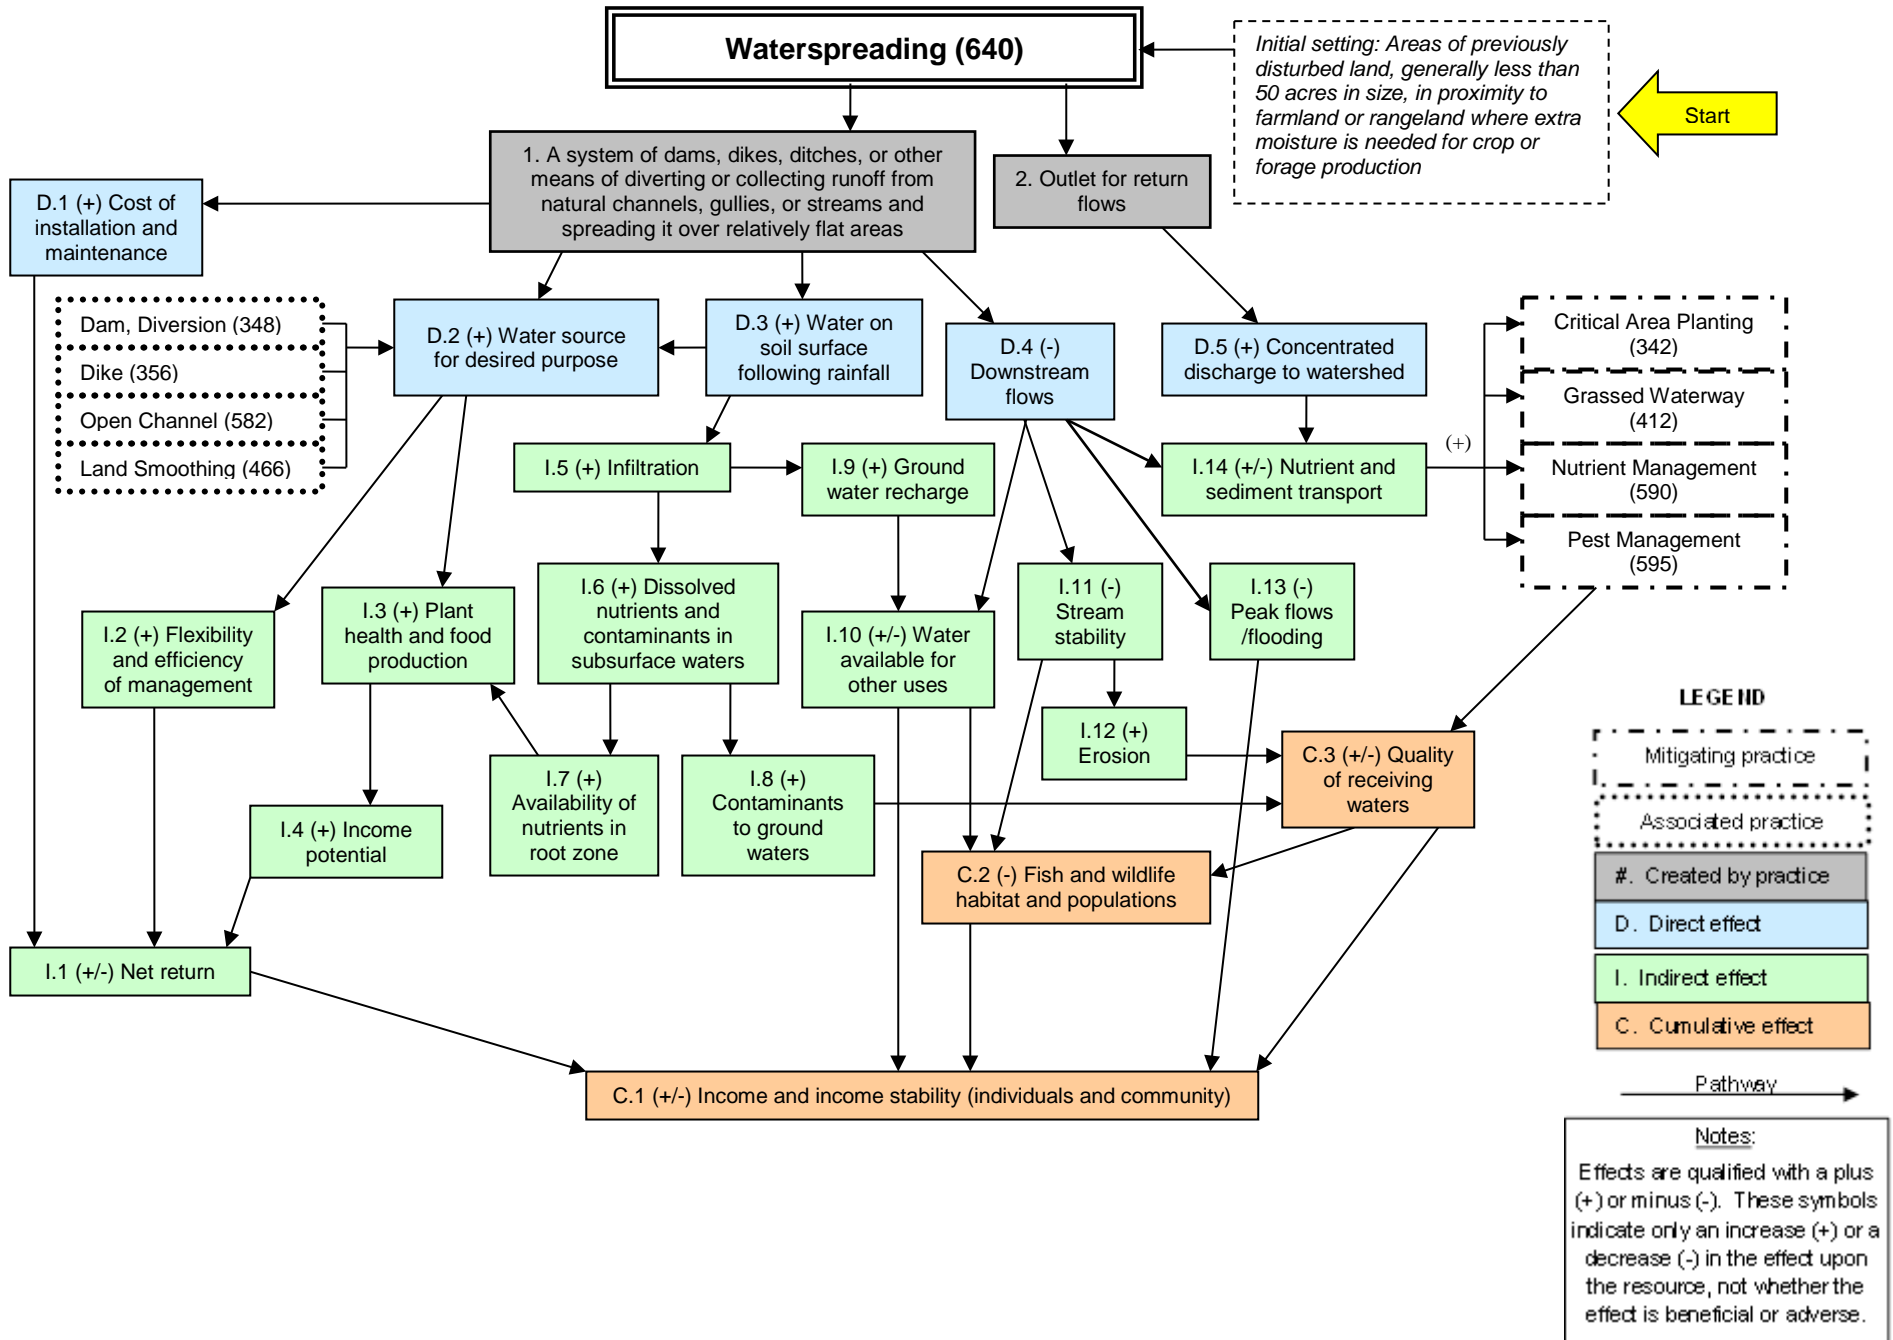 Waterspreading (640)
Initial setting: Areas of previously
disturbed land, generally less than
50 acres in size, in proximity to
farmland or rangeland where extra
moisture is needed for crop or
forage production
Start
1. A system of dams, dikes, ditches, or other
means of diverting or collecting runoff from
natural channels, gullies, or streams and
spreading it over relatively flat areas
2. Outlet for return
flows
D.1 (+) Cost of
installation and
maintenance
Dam, Diversion (348)
Dike (356)
Open Channel (582)
Land Smoothing (466)
D.2 (+) Water source
for desired purpose
D.3 (+) Water on
soil surface
following rainfall
D.4 (-)
Downstream
flows
D.5 (+) Concentrated
discharge to watershed
Critical Area Planting
(342)
Grassed Waterway
(412)
Nutrient Management
(590)
Pest Management
(595)
I.5 (+) Infiltration
I.9 (+) Ground
water recharge
I.14 (+/-) Nutrient and
sediment transport
(+)
I.2 (+) Flexibility
and efficiency
of management
I.3 (+) Plant
health and food
production
I.6 (+) Dissolved
nutrients and
contaminants in
subsurface waters
I.10 (+/-) Water
available for
other uses
I.11 (-)
Stream
stability
I.13 (-)
Peak flows
/flooding
I.12 (+)
Erosion
C.3 (+/-) Quality
of receiving
waters
I.4 (+) Income
potential
I.7 (+)
Availability of
nutrients in
root zone
I.8 (+)
Contaminants
to ground
waters
C.2 (-) Fish and wildlife
habitat and populations
I.1 (+/-) Net return
C.1 (+/-) Income and income stability (individuals and community)
LEGEND
Mitigating practice
Associated practice
#. Created by practice
D. Direct effect
I. Indirect effect
C. Cumulative effect
Pathway
Notes:
Effects are qualified with a plus
(+) or minus (-). These symbols
indicate only an increase (+) or a
decrease (-) in the effect upon
the resource, not whether the
effect is beneficial or adverse.